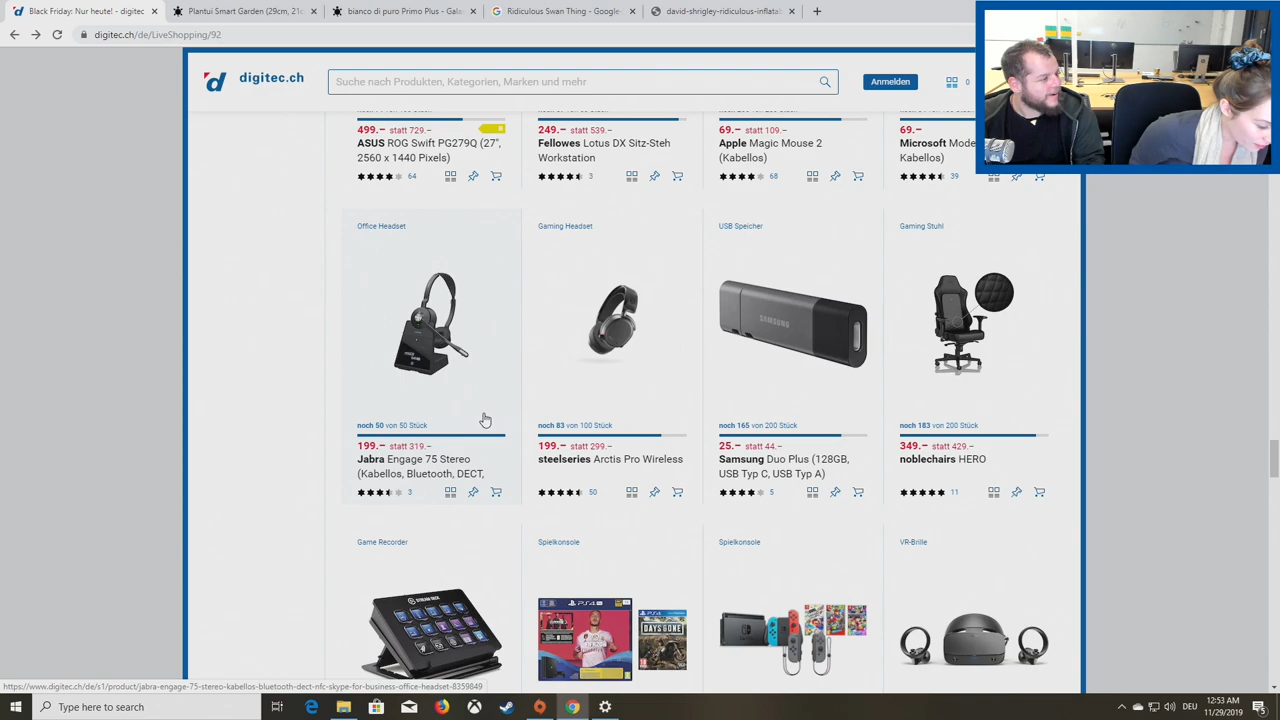 Black Friday: Nur heute! - digitec
Plantui Smart Garden (29cm, 21c
Bianco di puro Primo Plus - Gala
Ridiculous Swan Thing - Google-
david-shrigley-ridiculous-inflatab
digitec.ch/de/LiveShopping/92
digitec.ch
Suche nach Produkten, Kategorien, Marken und mehr
Anmelden
0
499.– statt 729.–
249.– statt 539.–
69.– statt 109.–
69.–
ASUS ROG Swift PG279Q (27",
2560 x 1440 Pixels)
Fellowes Lotus DX Sitz-Steh
Workstation
Apple Magic Mouse 2
(Kabellos)
Microsoft Mode
Kabellos)
64
3
68
39
Office Headset
Gaming Headset
USB Speicher
Gaming Stuhl
SAMSUNG
noch 50 von 50 Stück
noch 83 von 100 Stück
noch 165 von 200 Stück
noch 183 von 200 Stück
199.– statt 319.–
199.– statt 299.–
25.– statt 44.–
349.– statt 429.–
Jabra Engage 75 Stereo
(Kabellos, Bluetooth, DECT,
steelseries Arctis Pro Wireless
Samsung Duo Plus (128GB,
USB Typ C, USB Typ A)
noblechairs HERO
3
50
5
11
Game Recorder
Spielkonsole
Spielkonsole
VR-Brille
STREAM DECK
PS4
PS4
DAYS GONE
https://www.digitec.ch/de/s1/product/jabra-engage-75-stereo-kabellos-bluetooth-dect-nfc-skype-for-business-office-headset-8359849
Type here to search
DEU
12:53 AM
11/29/2019
5